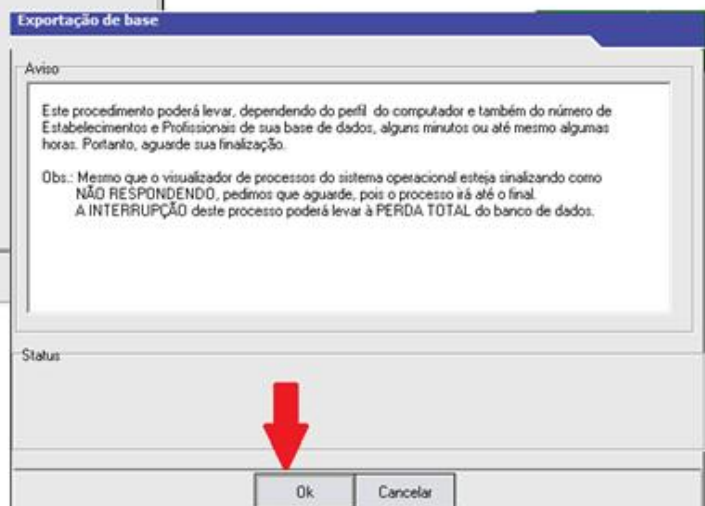 Exportação de base
Aviso
Este procedimento poderá levar, dependendo do perfil do computador e também do número de
Estabelecimentos e Profissionais de sua base de dados, alguns minutos ou até mesmo algumas
horas. Portanto, aguarde sua finalização.
Obs.: Mesmo que o visualizador de processos do sistema operacional esteja sinalizando como
NÃO RESPONDENDO, pedimos que aguarde, pois o processo irá até o final.
A INTERRUPÇÃO deste processo poderá levar à PERDA TOTAL do banco de dados.
Status
Ok
Cancelar